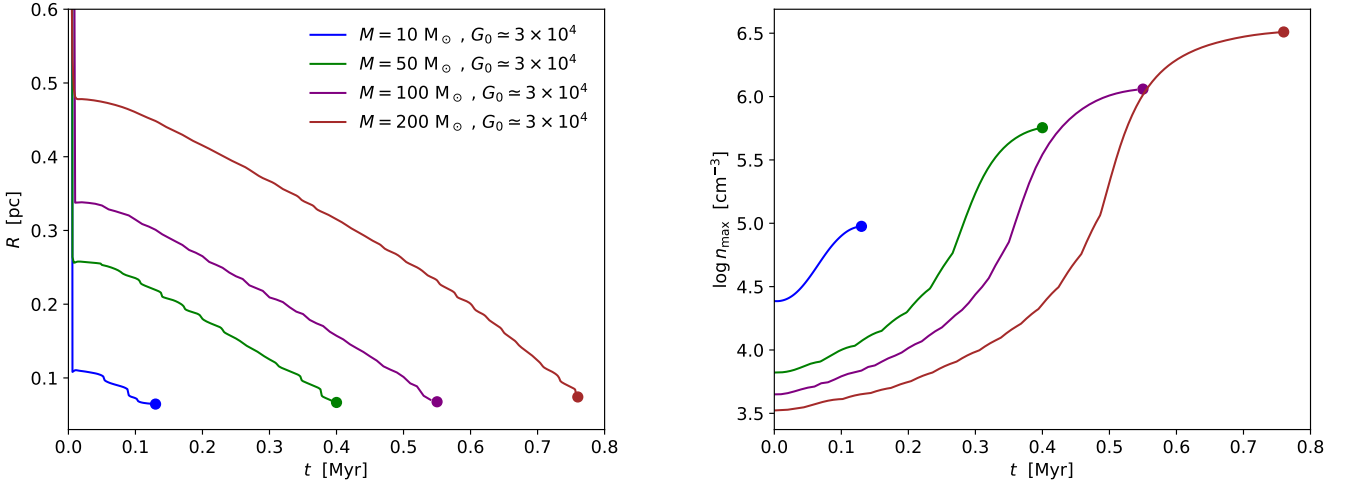 0.6
0.5
0.4
0.3
0.2
0.1
R [pc]
0.0 0.1 0.2 0.3 0.4 0.5 0.6 0.7 0.8
t [Myr]
M = 10 M⊙ , G₀ ≃ 3 × 10⁴
M = 50 M⊙ , G₀ ≃ 3 × 10⁴
M = 100 M⊙ , G₀ ≃ 3 × 10⁴
M = 200 M⊙ , G₀ ≃ 3 × 10⁴
6.5
6.0
5.5
5.0
4.5
4.0
3.5
log n_max [cm⁻³]
0.0 0.1 0.2 0.3 0.4 0.5 0.6 0.7 0.8
t [Myr]